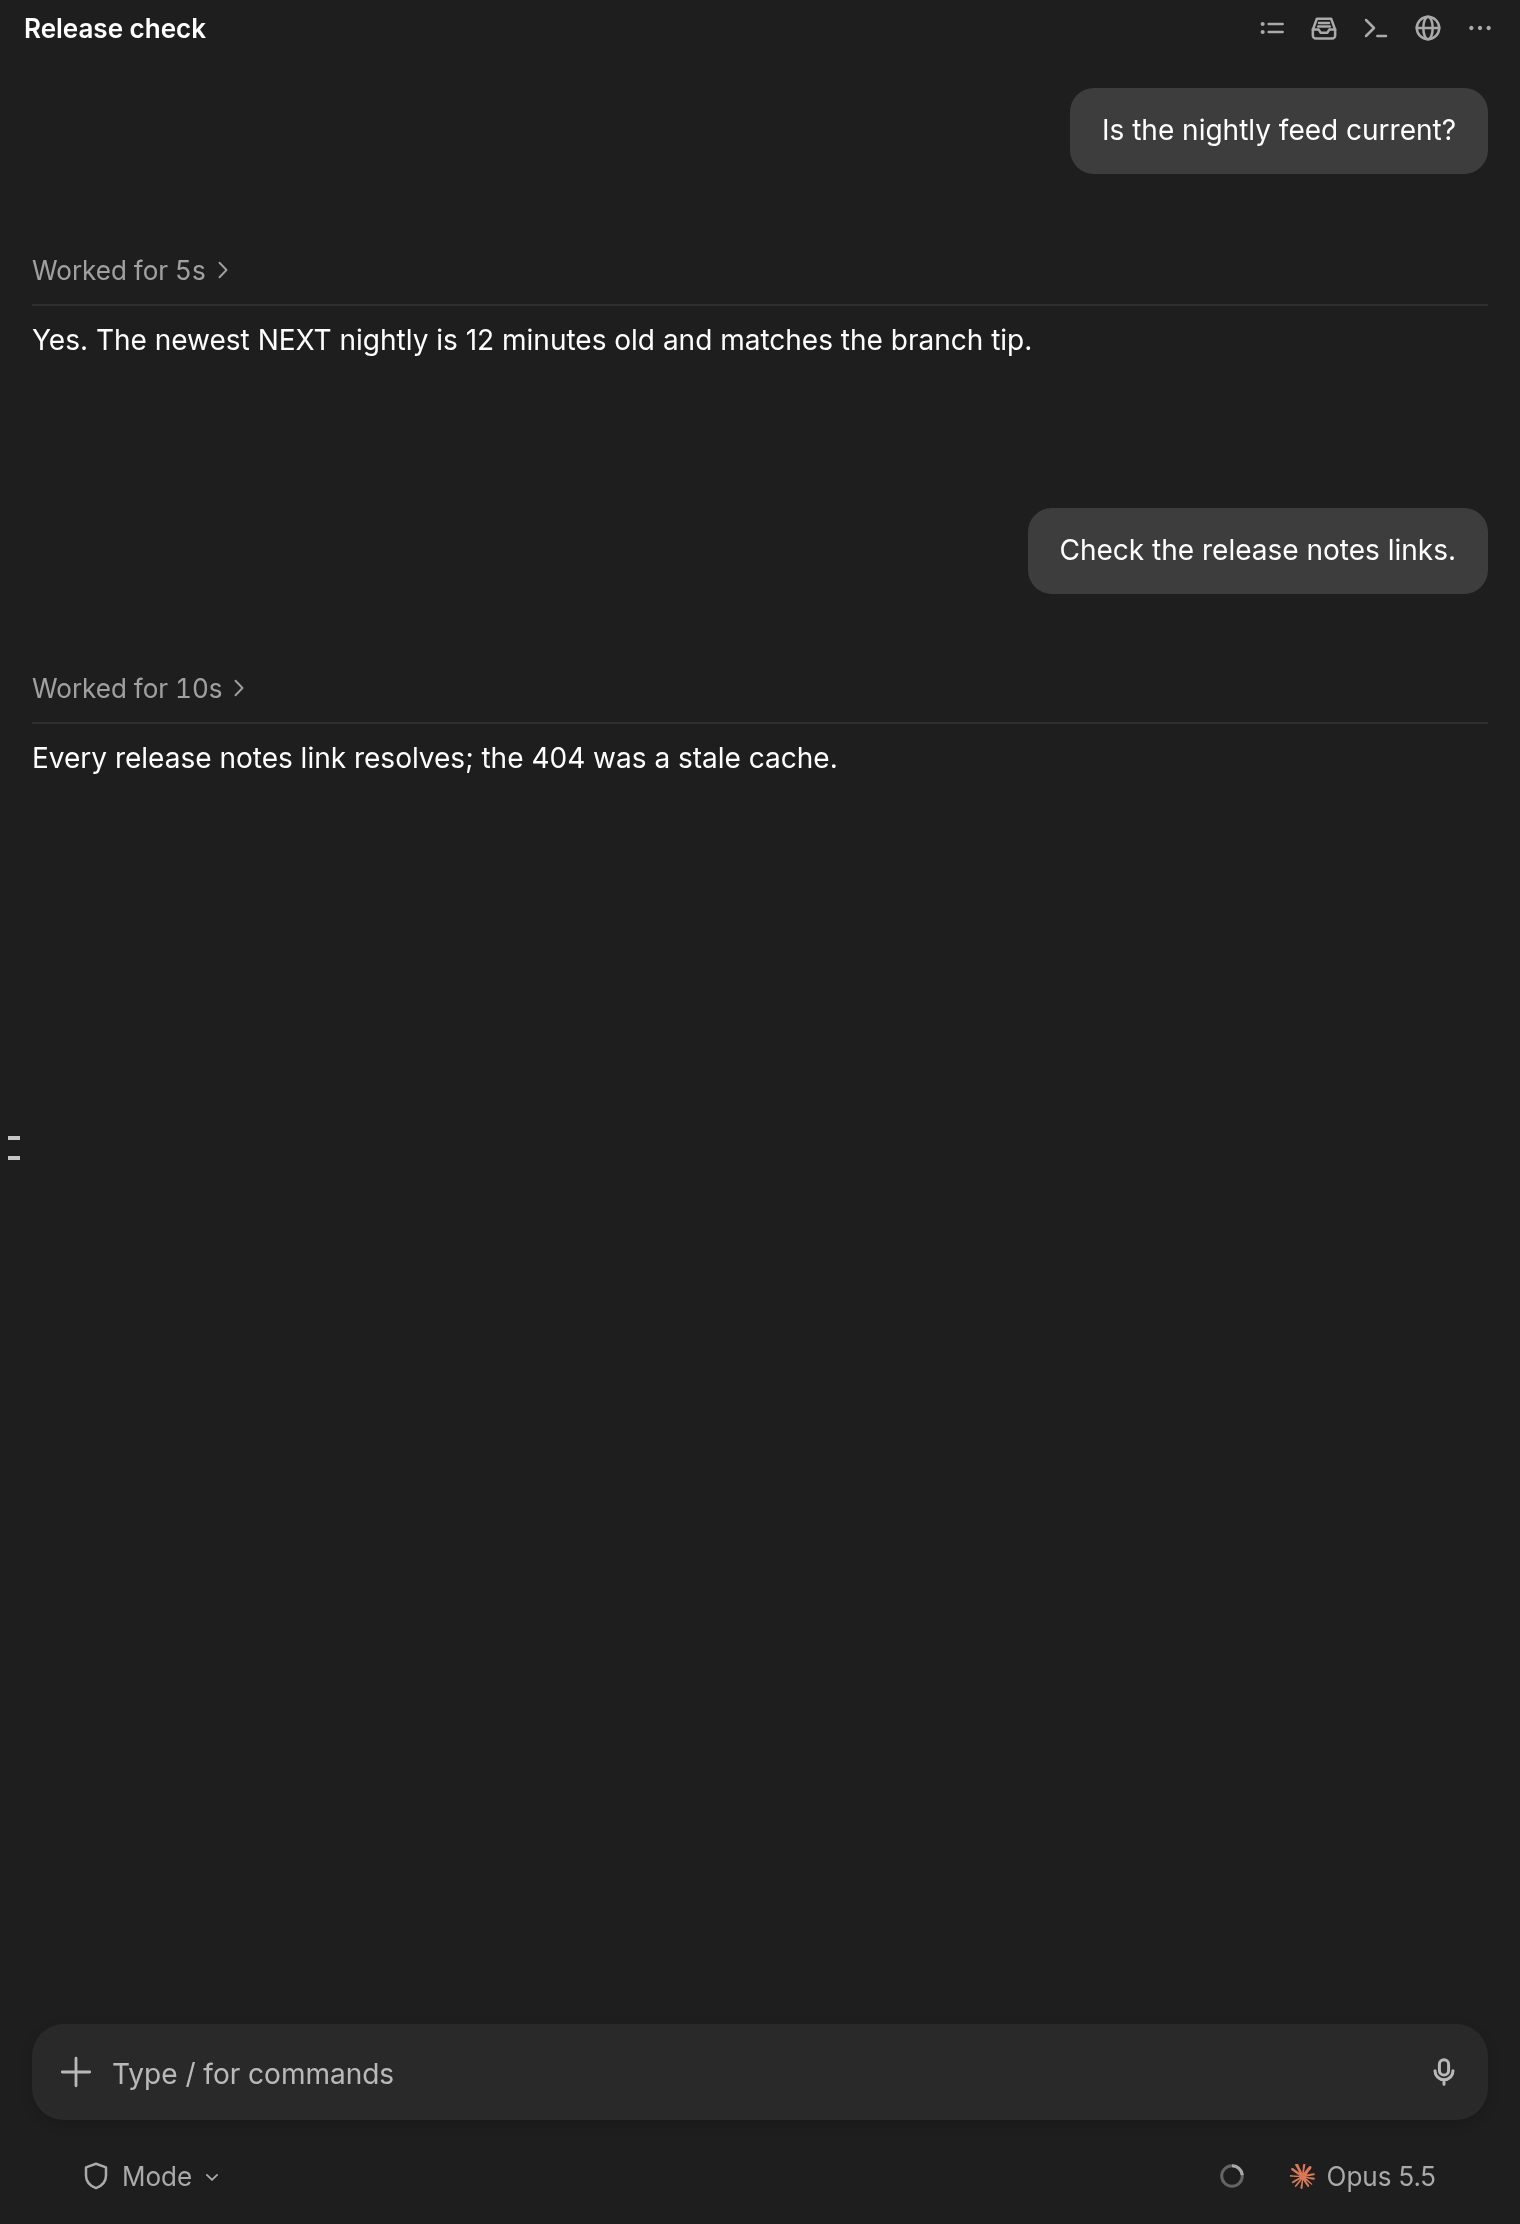 Release check
Is the nightly feed current?
Worked for 5s
Yes. The newest NEXT nightly is 12 minutes old and matches the branch tip.
Check the release notes links.
Worked for 10s
Every release notes link resolves; the 404 was a stale cache.
Type / for commands
Mode
Opus 5.5